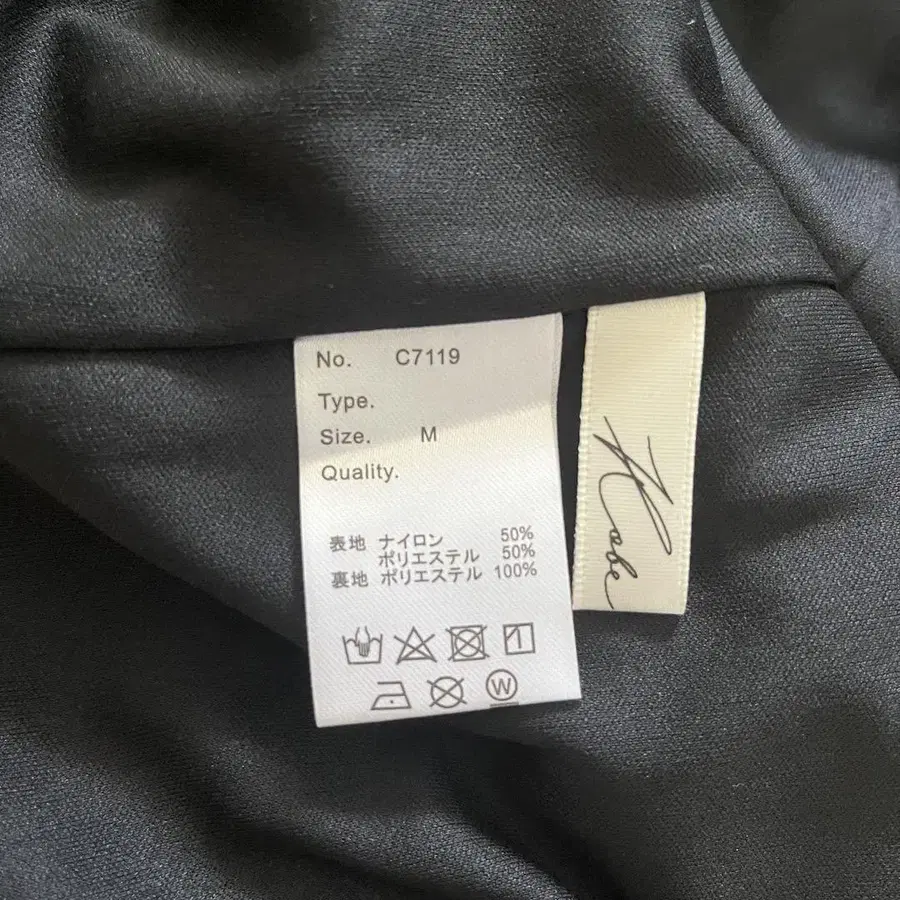 No. C7119
Type.
Size. M
Quality.
表地 ナイロン 50%
ポリエステル 50%
裏地 ポリエステル 100%
W
Kobe